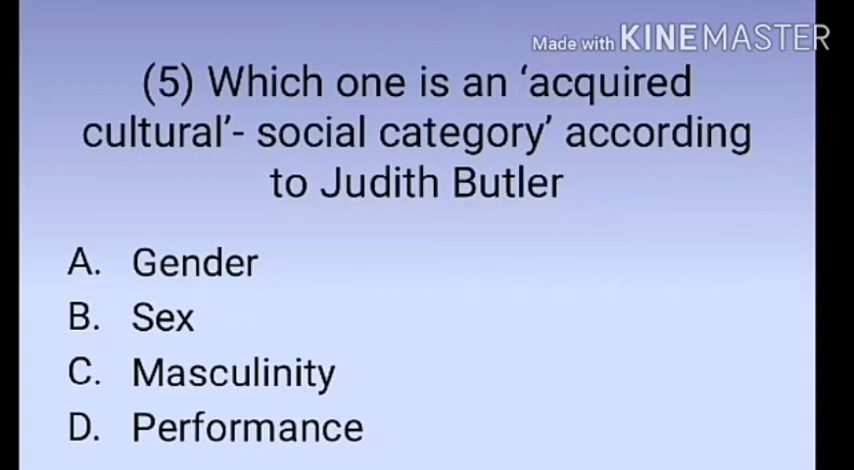 Made with KINEMASTER
(5) Which one is an ‘acquired
cultural’- social category’ according
to Judith Butler
A. Gender
B. Sex
C. Masculinity
D. Performance